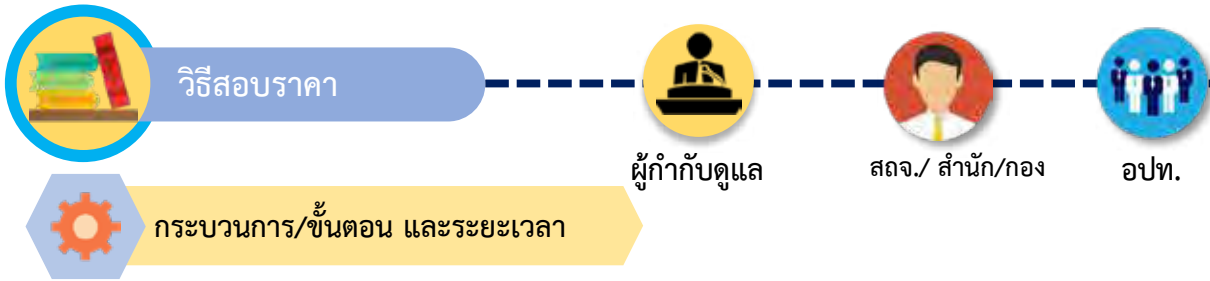 วิธีสอบราคา
ผู้กำกับดูแล
สถจ./ สำนัก/กอง
อปท.
กระบวนการ/ขั้นตอน และระยะเวลา